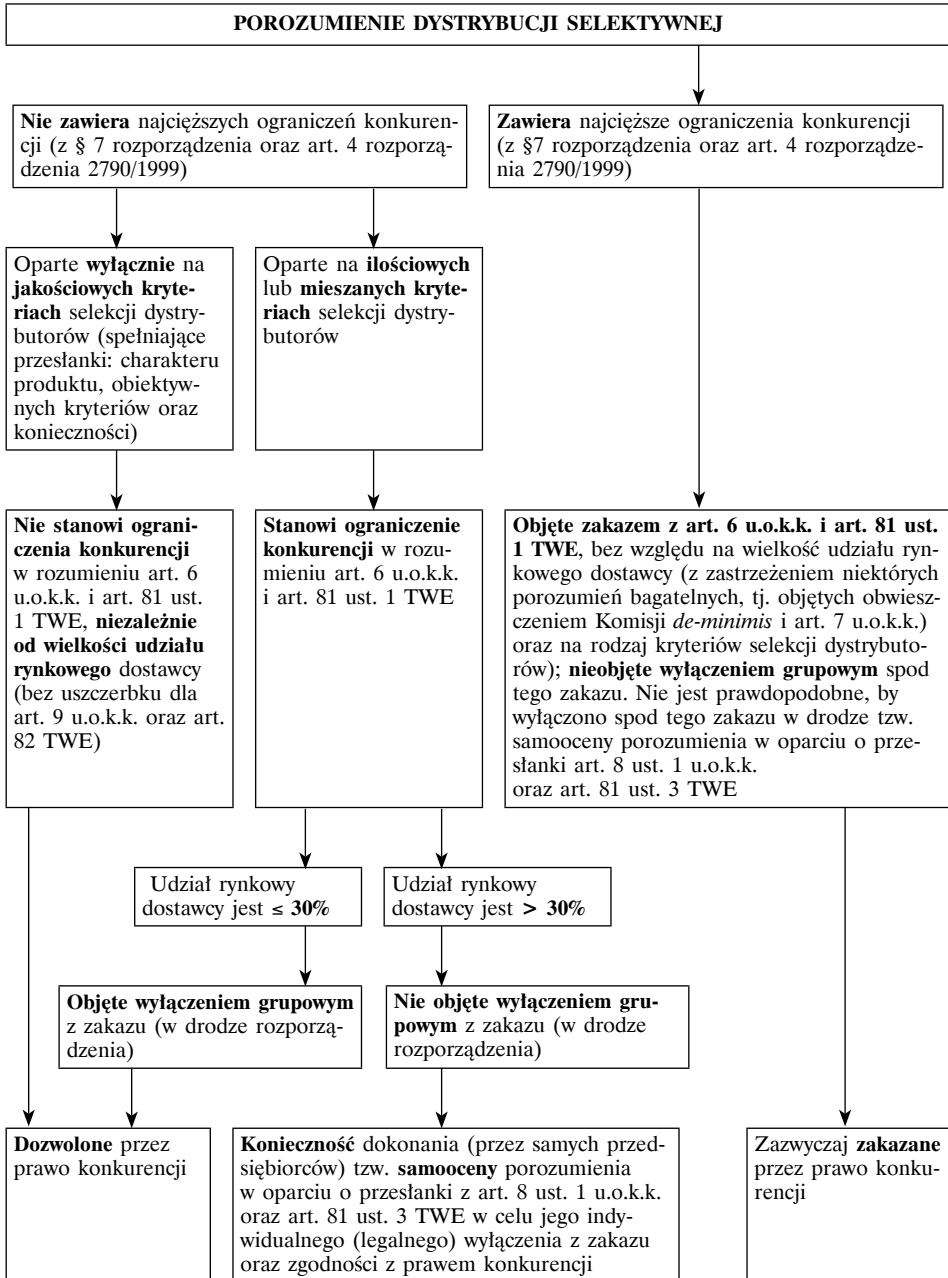 POROZUMIENIE DYSTRYBUCJI SELEKTYWNEJ
Nie zawiera najcięższych ograniczeń konkuren-
cji (z § 7 rozporządzenia oraz art. 4 rozporzą-
dzenia 2790/1999)
Zawiera najcięższe ograniczenia konkurencji
(z §7 rozporządzenia oraz art. 4 rozporządze-
nia 2790/1999)
Oparte wyłącznie na
jakościowych kryte-
riach selekcji dystry-
butorów (spełniające
przesłanki: charakteru
produktu, obiektyw-
nych kryteriów oraz
konieczności)
Oparte na ilościowych
lub mieszanych kryte-
riach selekcji dystry-
butorów
Nie stanowi ograni-
czenia konkurencji
w rozumieniu art. 6
u.o.k.k. i art. 81 ust.
1 TWE, niezależnie
od wielkości udziału
rynkowego dostawcy
(bez uszczerbku dla
art. 9 u.o.k.k. oraz art.
82 TWE)
Stanowi ograniczenie
konkurencji w rozu-
mieniu art. 6 u.o.k.k.
i art. 81 ust. 1 TWE
Objęte zakazem z art. 6 u.o.k.k. i art. 81 ust.
1 TWE, bez względu na wielkość udziału ryn-
kowego dostawcy (z zastrzeżeniem niektórych
porozumień bagatelnych, tj. objętych obwiesz-
czeniem Komisji de-minimis i art. 7 u.o.k.k.)
oraz na rodzaj kryteriów selekcji dystrybuto-
rów); nieobjęte wyłączeniem grupowym spod
tego zakazu. Nie jest prawdopodobne, by
wyłączono spod tego zakazu w drodze tzw.
samooceny porozumienia w oparciu o prze-
słanki art. 8 ust. 1 u.o.k.k.
oraz art. 81 ust. 3 TWE
Udział rynkowy
dostawcy jest ≤ 30%
Udział rynkowy
dostawcy jest > 30%
Objęte wyłączeniem grupowym
z zakazu (w drodze rozporzą-
dzenia)
Nie objęte wyłączeniem gru-
powym z zakazu (w drodze
rozporządzenia)
Dozwolone przez
prawo konkurencji
Konieczność dokonania (przez samych przed-
siębiorców) tzw. samooceny porozumienia
w oparciu o przesłanki z art. 8 ust. 1 u.o.k.k.
oraz art. 81 ust. 3 TWE w celu jego indy-
widualnego (legalnego) wyłączenia z zakazu
oraz zgodności z prawem konkurencji
Zazwyczaj zakazane
przez prawo konku-
rencji